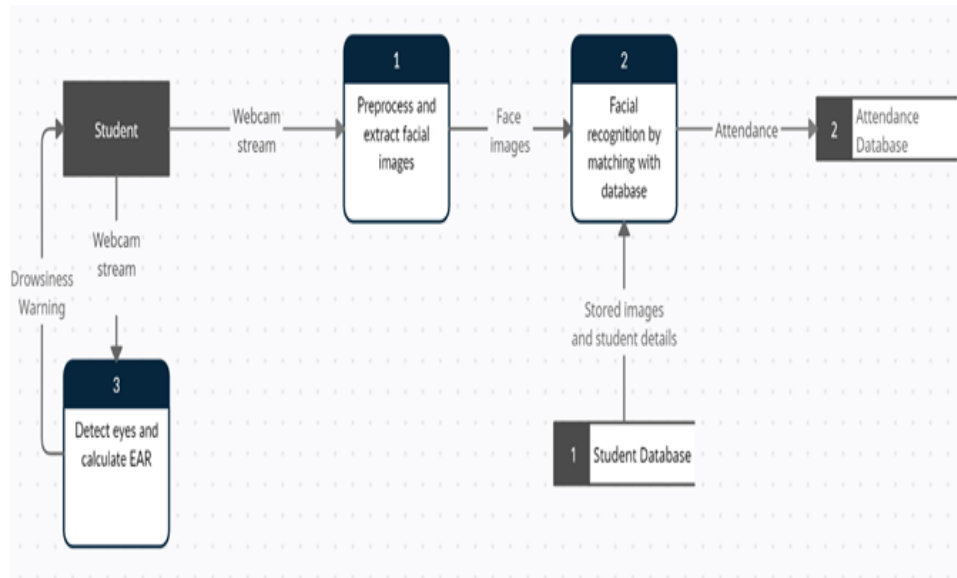 1
Preprocess and
extract facial
images
2
Facial
recognition by
matching with
database
Student
Webcam
stream
Face
images
Attendance
2
Attendance
Database
Webcam
stream
Drowsiness
Warning
Stored images
and student details
3
Detect eyes and
calculate EAR
1
Student Database